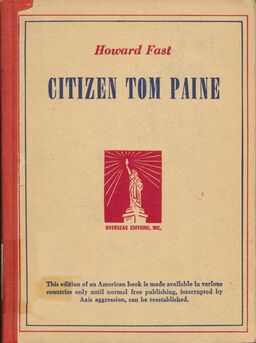 Howard Fast
CITIZEN TOM PAINE
OVERSEAS EDITIONS, INC.
This edition of an American book is made available in various
countries only until normal free publishing, interrupted by
Axis aggression, can be reestablished.